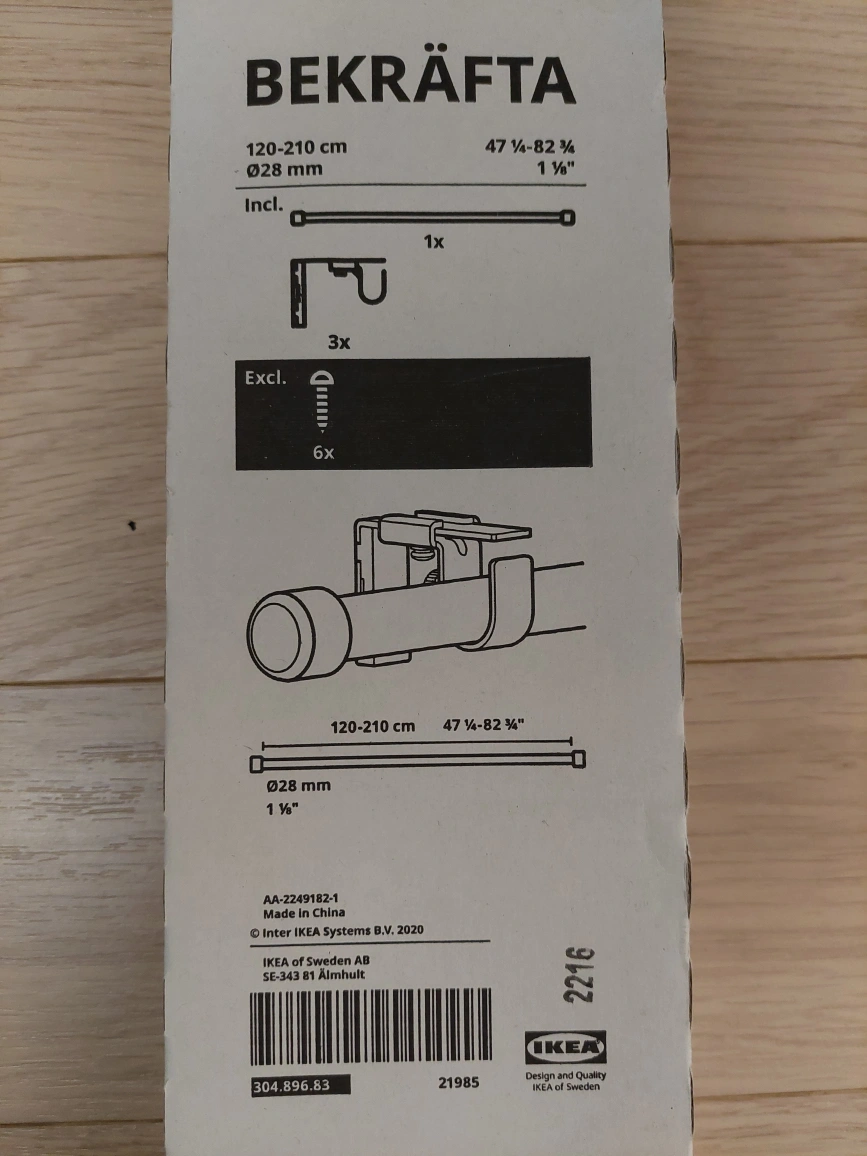 BEKRÄFTA
120-210 cm 47 ¼-82 ¾
Ø28 mm 1 ⅛"
Incl.
1x
3x
Excl.
6x
120-210 cm 47 ¼-82 ¾"
Ø28 mm
1 ⅛"
AA-2249182-1
Made in China
© Inter IKEA Systems B.V. 2020
IKEA of Sweden AB
SE-343 81 Älmhult
2216
IKEA
Design and Quality
IKEA of Sweden
304.896.83 21985